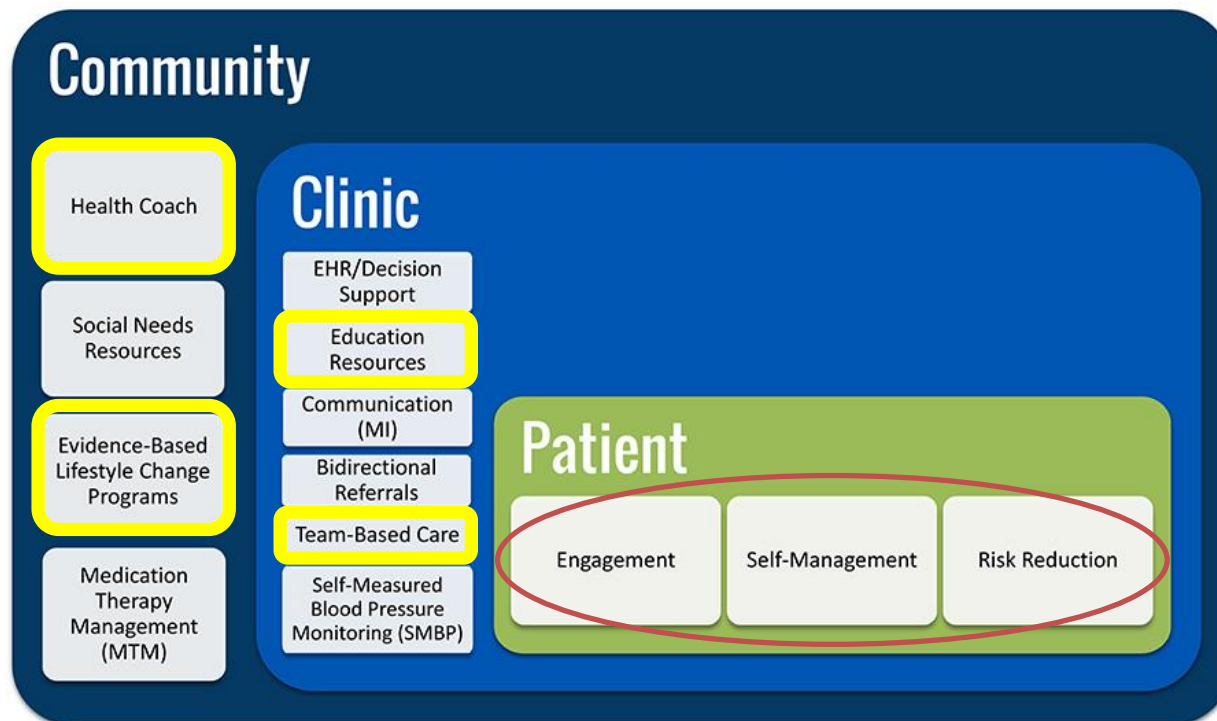 Community
Health Coach
Social Needs
Resources
Evidence-Based
Lifestyle Change
Programs
Medication
Therapy
Management
(MTM)
Clinic
EHR/Decision
Support
Education
Resources
Communication
(MI)
Bidirectional
Referrals
Team-Based Care
Self-Measured
Blood Pressure
Monitoring (SMBP)
Patient
Engagement
Self-Management
Risk Reduction